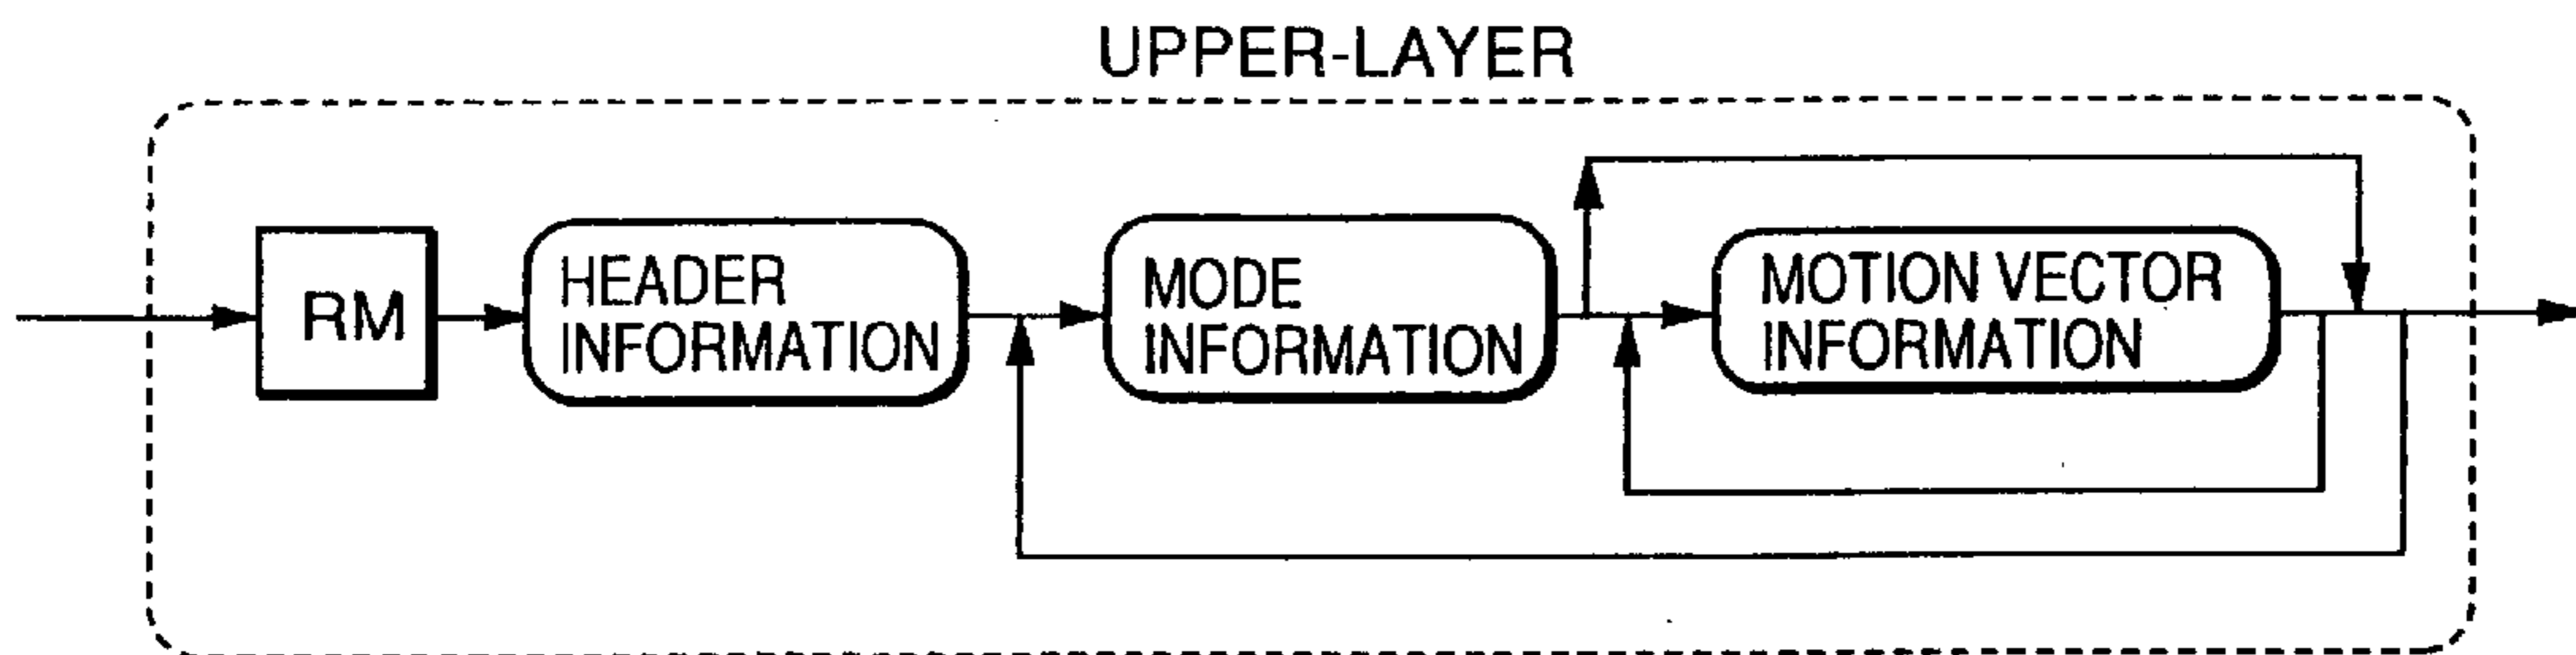 UPPER-LAYER
RM
HEADER
INFORMATION
MODE
INFORMATION
MOTION VECTOR
INFORMATION